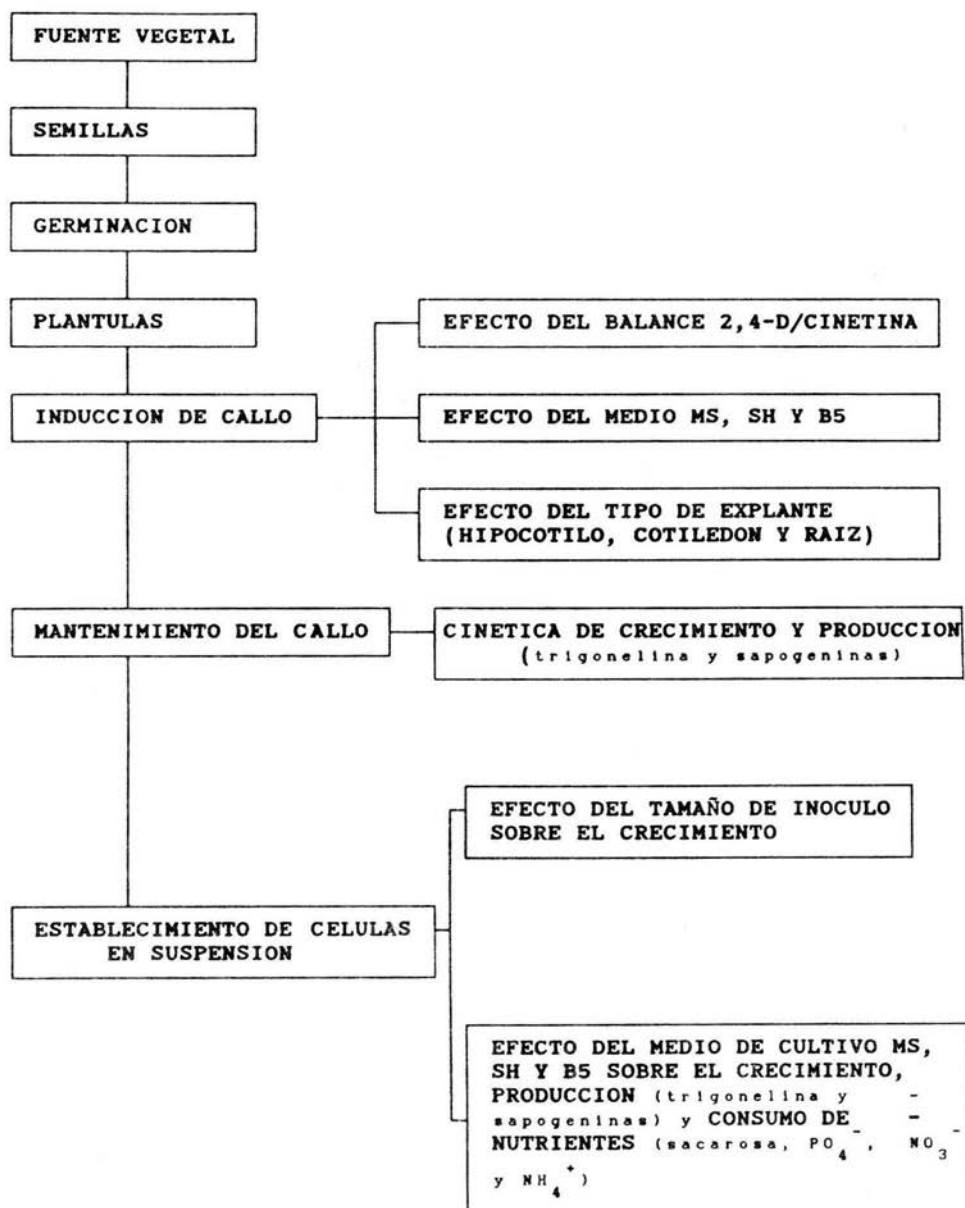 FUENTE VEGETAL
SEMILLAS
GERMINACION
PLANTULAS
INDUCCION DE CALLO
EFECTO DEL BALANCE 2,4-D/CINETINA
EFECTO DEL MEDIO MS, SH Y B5
EFECTO DEL TIPO DE EXPLANTE
(HIPOCOTILO, COTILEDON Y RAIZ)
MANTENIMIENTO DEL CALLO
CINETICA DE CRECIMIENTO Y PRODUCCION
(trigonelina y sapogeninas)
EFECTO DEL TAMAÑO DE INOCULO
SOBRE EL CRECIMIENTO
ESTABLECIMIENTO DE CELULAS
EN SUSPENSION
EFECTO DEL MEDIO DE CULTIVO MS,
SH Y B5 SOBRE EL CRECIMIENTO,
PRODUCCION (trigonelina y -
sapogeninas) y CONSUMO DE -
NUTRIENTES (sacarosa, PO₄⁻, NO₃⁻
y NH₄⁺)